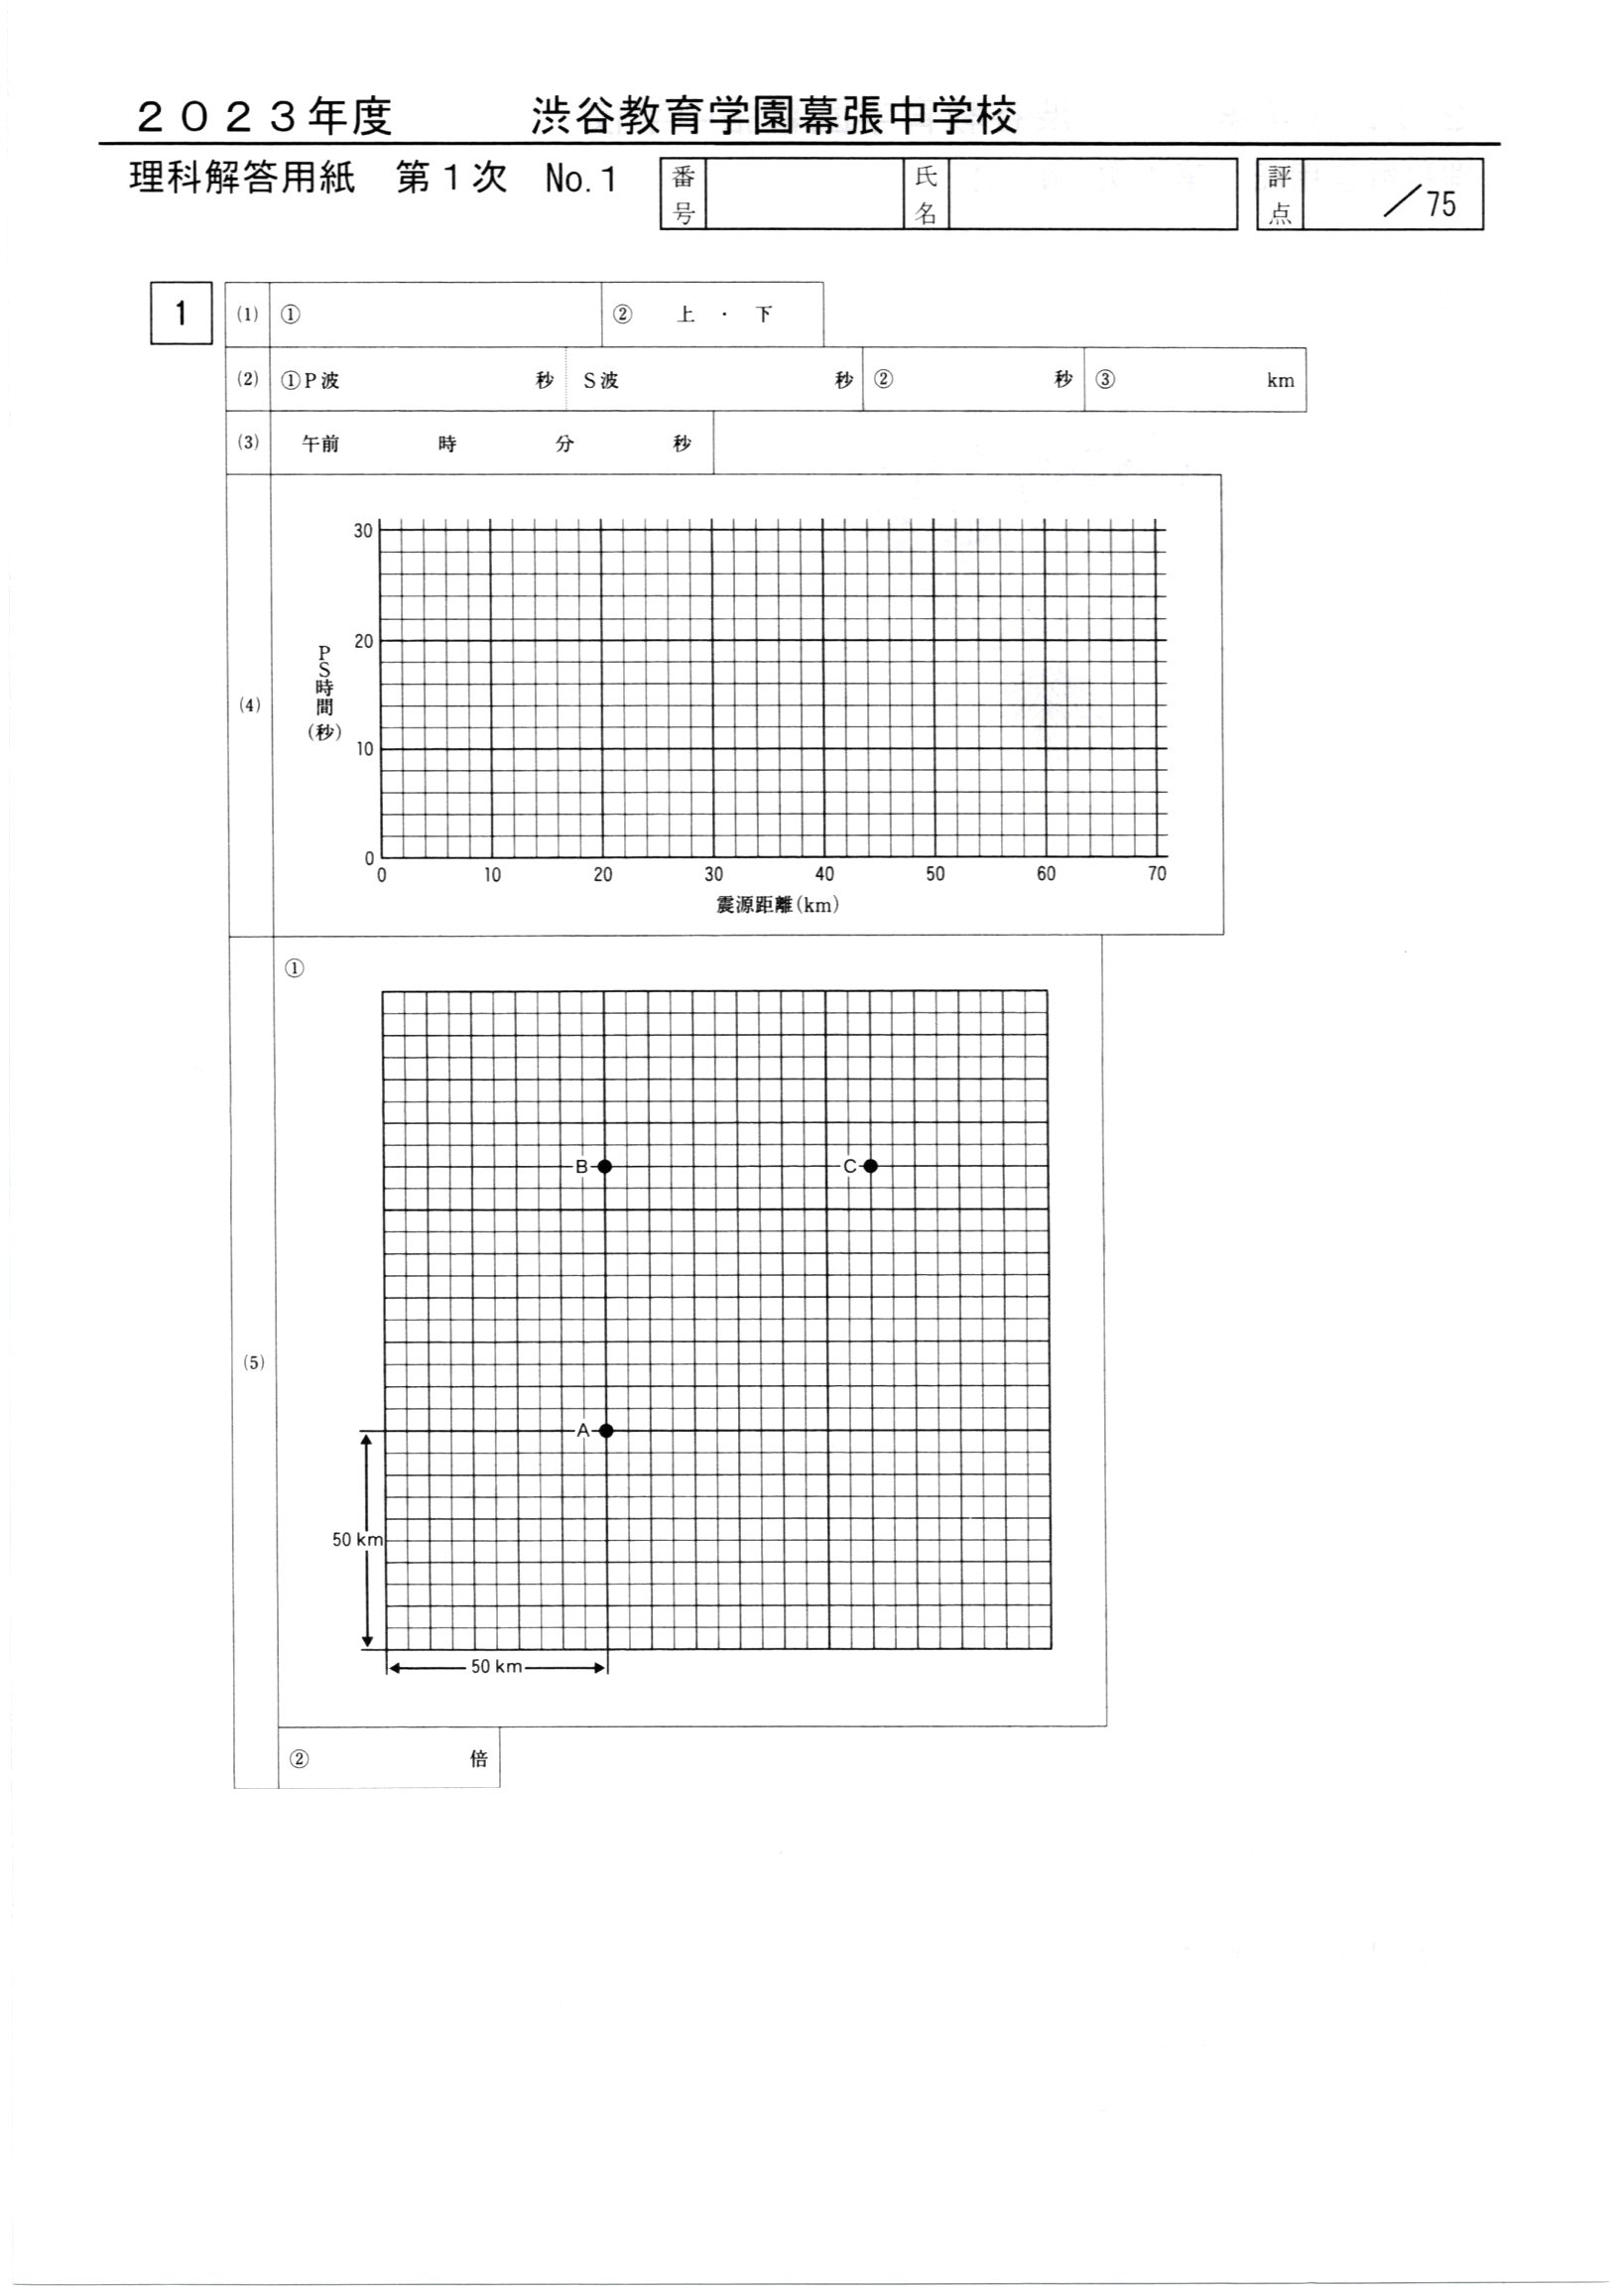 ２０２３年度　渋谷教育学園幕張中学校
理科解答用紙　第１次　No.1　番号　氏名　評点　／75
1
(1) ①　② 上 ・ 下
(2) ①P波　秒　S波　秒　②　秒　③　km
(3) 午前　時　分　秒
(4)
PS時間(秒)
30
20
10
0
0 10 20 30 40 50 60 70
震源距離(km)
(5)
①
B C
A
50 km
50 km
②　倍